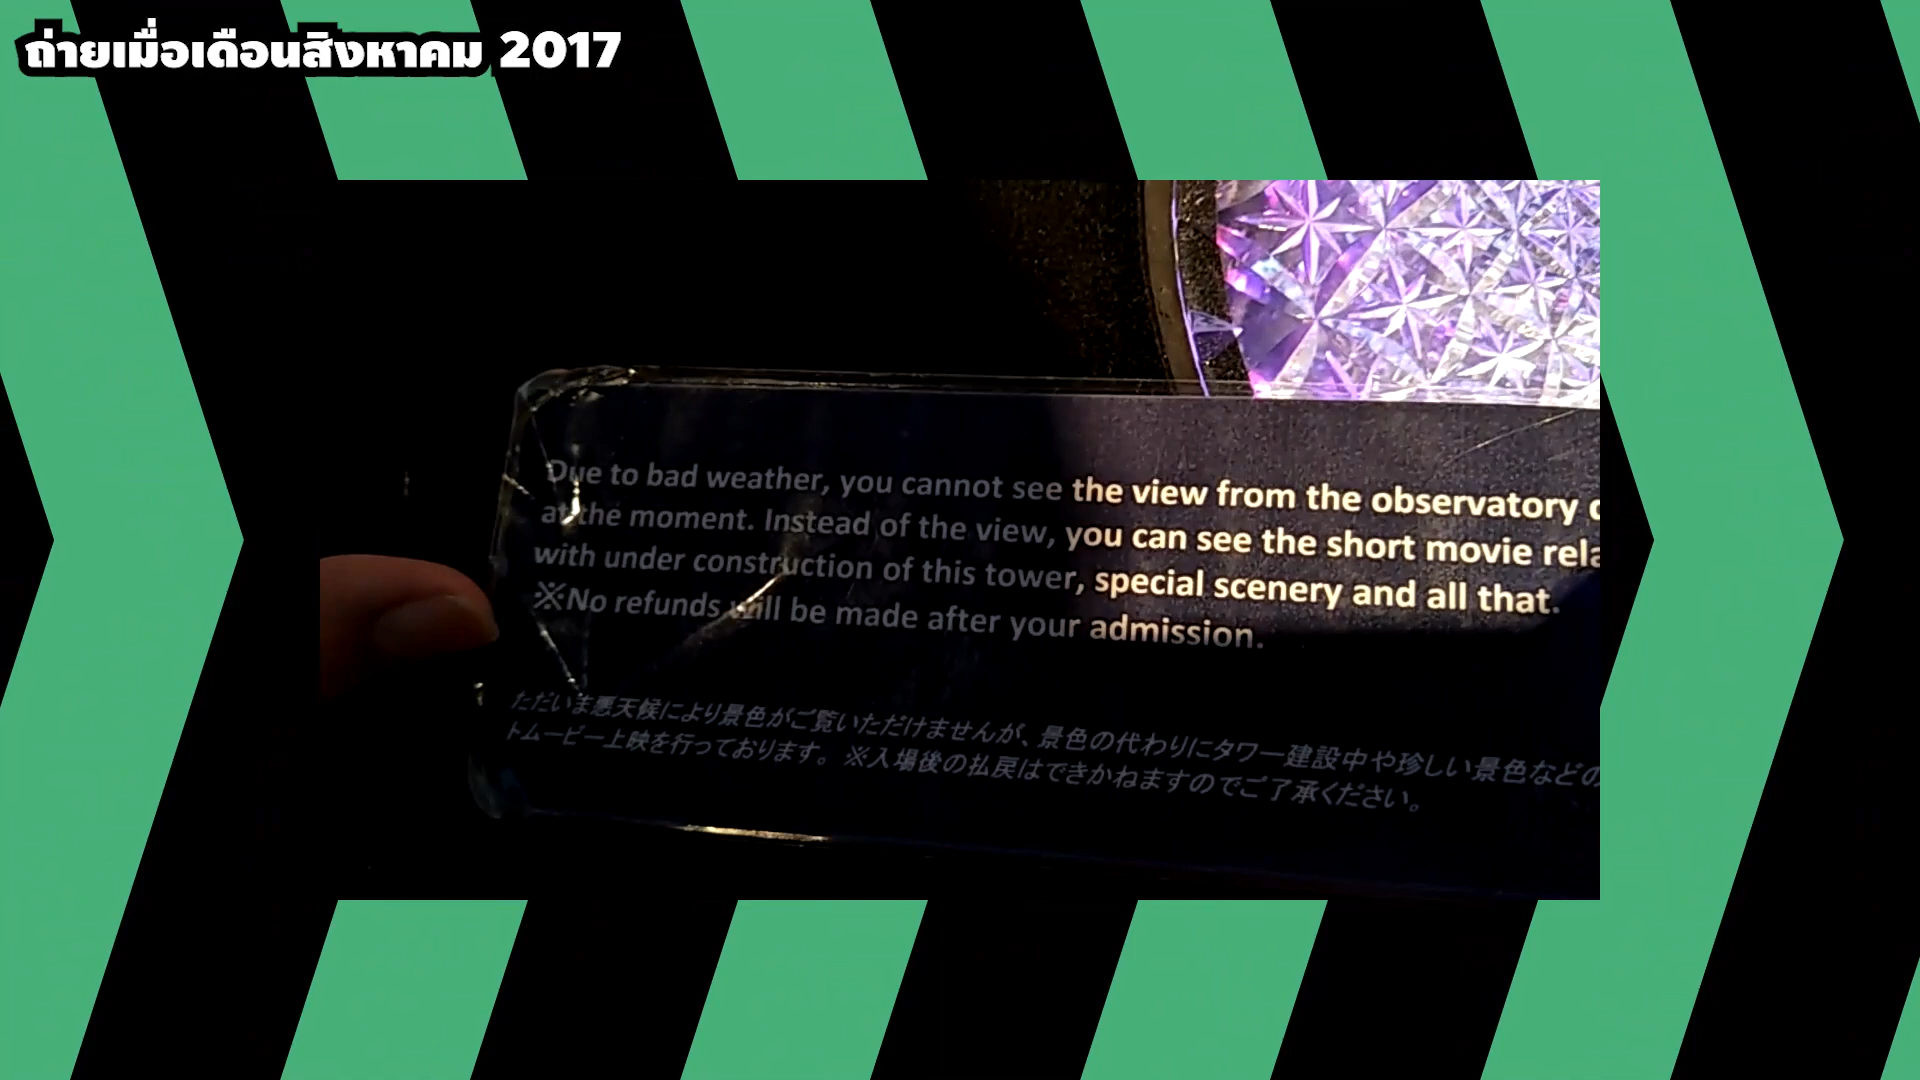 ถ่ายเมื่อเดือนสิงหาคม 2017
Due to bad weather, you cannot see the view from the observatory
at the moment. Instead of the view, you can see the short movie
with under construction of this tower, special scenery and all that.
※No refunds will be made after your admission.
ただいま悪天候により景色がご覧いただけませんが、景色の代わりにタワー建設中や珍しい景色などの
トムービー上映を行っております。※入場後の払戻はできかねますのでご了承ください。